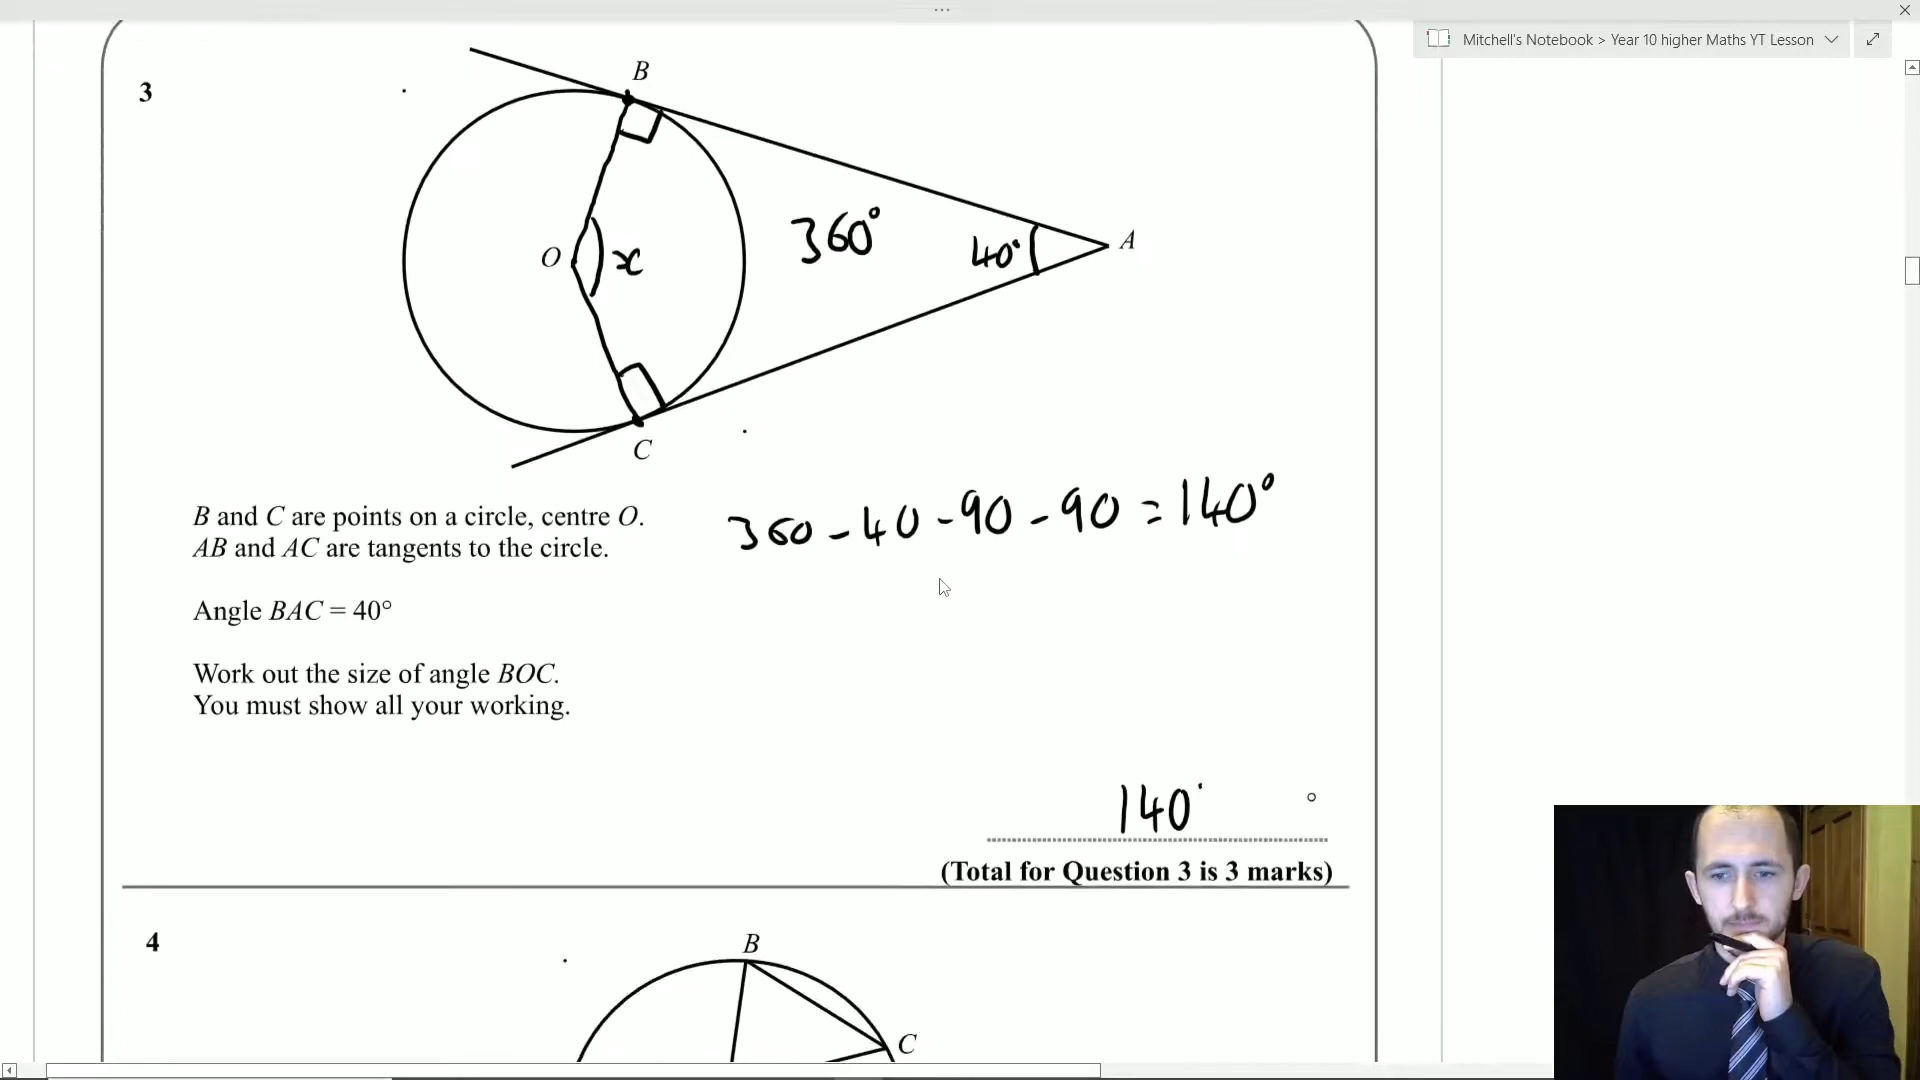 Mitchell's Notebook > Year 10 higher Maths YT Lesson
3
B
360°
O
x
40°
A
C
B and C are points on a circle, centre O.
AB and AC are tangents to the circle.
360 - 40 - 90 - 90 = 140°
Angle BAC = 40°
Work out the size of angle BOC.
You must show all your working.
140°
°
(Total for Question 3 is 3 marks)
4
B
C